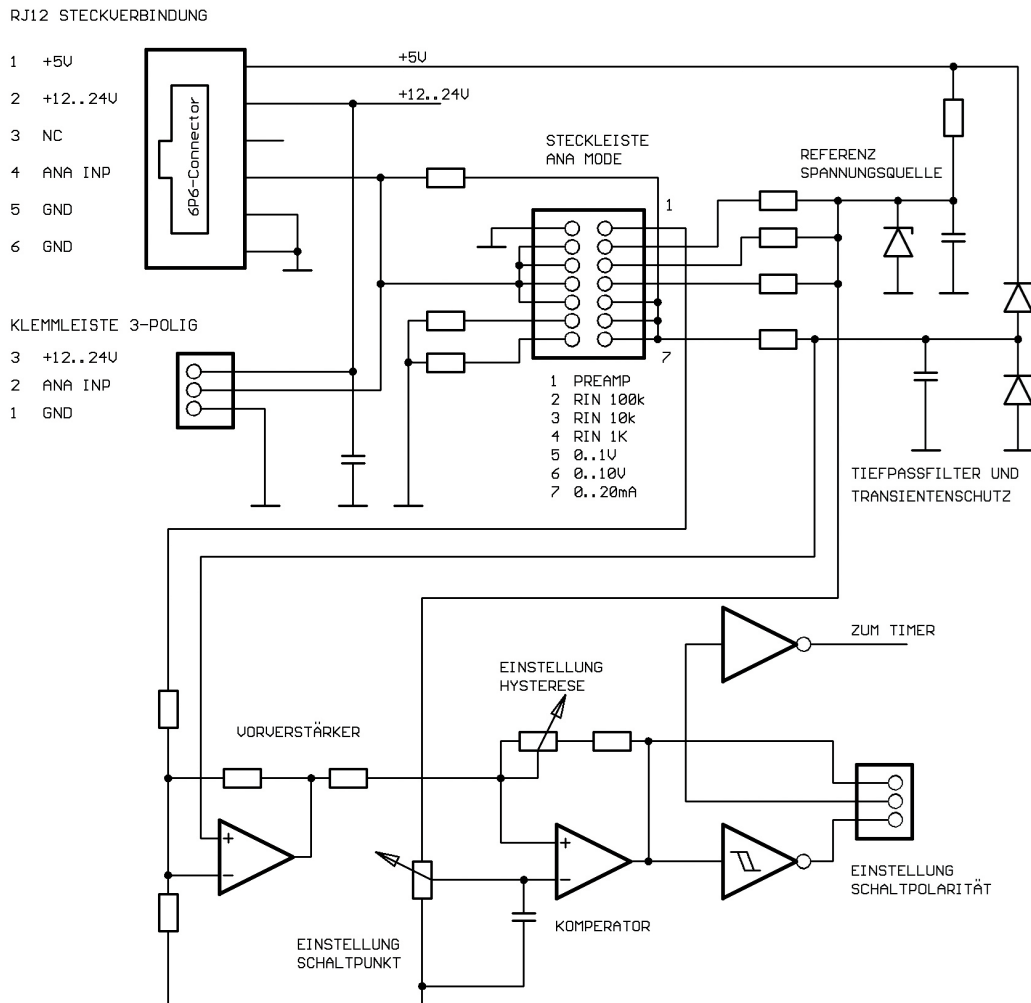 RJ12 STECKVERBINDUNG
1 +5V
2 +12..24V
3 NC
4 ANA INP
5 GND
6 GND
6P6-Connector
+5V
+12..24V
STECKLEISTE
ANA MODE
1
7
REFERENZ
SPANNUNGSQUELLE
KLEMMLEISTE 3-POLIG
3 +12..24V
2 ANA INP
1 GND
1 PREAMP
2 RIN 100k
3 RIN 10k
4 RIN 1K
5 0..1V
6 0..10V
7 0..20mA
TIEFPASSFILTER UND
TRANSIENTENSCHUTZ
ZUM TIMER
EINSTELLUNG
HYSTERESE
VORVERSTÄRKER
+
-
+
-
KOMPERATOR
EINSTELLUNG
SCHALTPUNKT
EINSTELLUNG
SCHALTPOLARITÄT